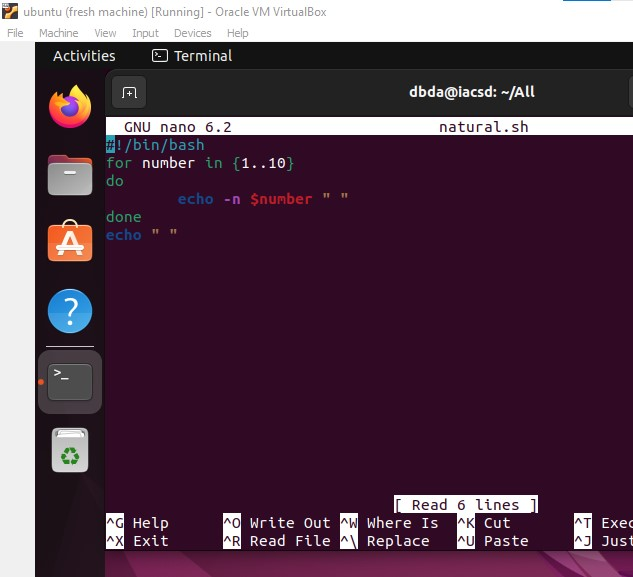 ubuntu (fresh machine) [Running] - Oracle VM VirtualBox
File Machine View Input Devices Help
Activities Terminal
dbda@iacsd: ~/All
GNU nano 6.2 natural.sh
#!/bin/bash
for number in {1..10}
do
echo -n $number " "
done
echo " "
[ Read 6 lines ]
^G Help ^O Write Out ^W Where Is ^K Cut ^T Exec
^X Exit ^R Read File ^\ Replace ^U Paste ^J Just